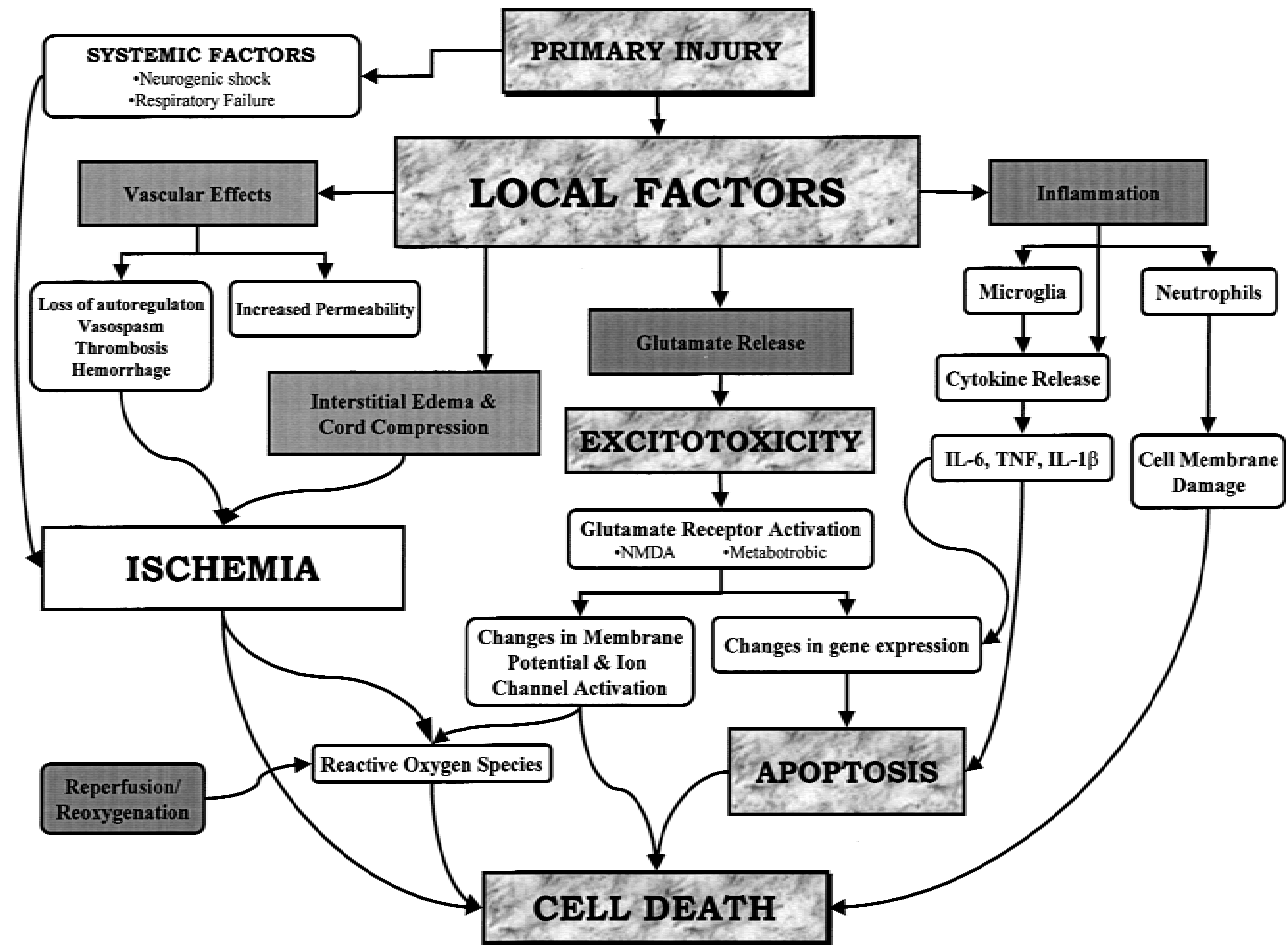 PRIMARY INJURY
SYSTEMIC FACTORS
•Neurogenic shock
•Respiratory Failure
LOCAL FACTORS
Vascular Effects
Inflammation
Loss of autoregulaton
Vasospasm
Thrombosis
Hemorrhage
Increased Permeability
Microglia
Neutrophils
Glutamate Release
Interstitial Edema &
Cord Compression
Cytokine Release
EXCITOTOXICITY
IL-6, TNF, IL-1β
Cell Membrane
Damage
Glutamate Receptor Activation
•NMDA •Metabotrobic
ISCHEMIA
Changes in Membrane
Potential & Ion
Channel Activation
Changes in gene expression
Reactive Oxygen Species
APOPTOSIS
Reperfusion/
Reoxygenation
CELL DEATH